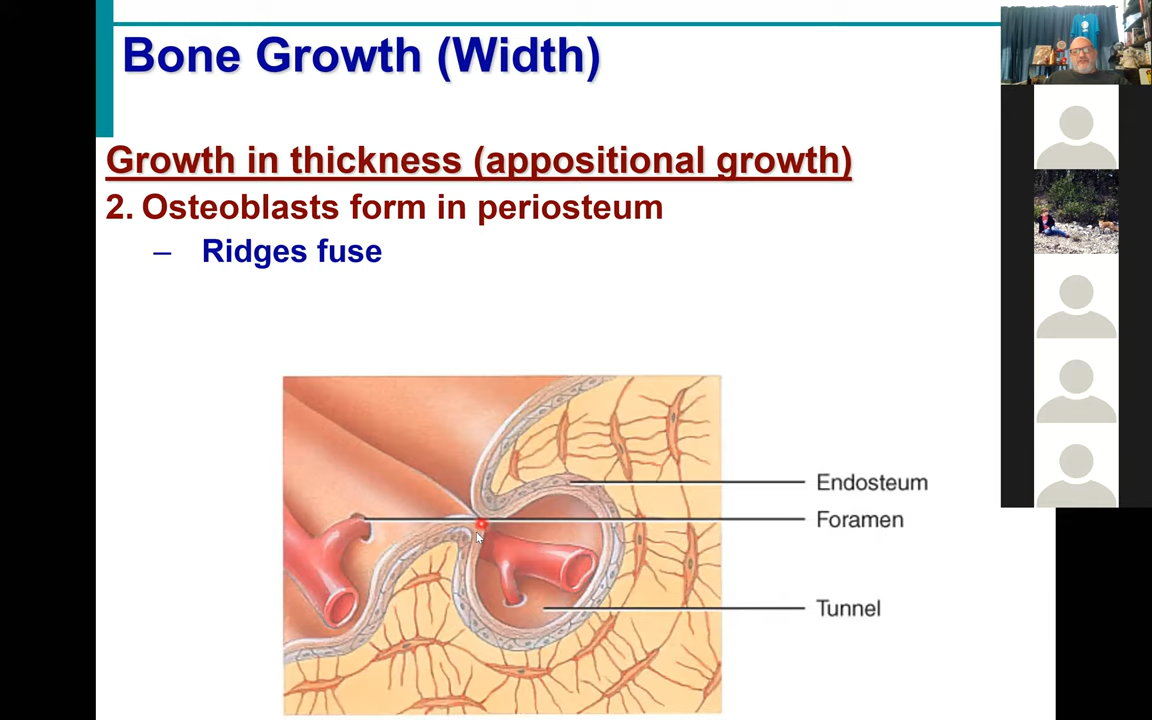 Bone Growth (Width)
Growth in thickness (appositional growth)
2. Osteoblasts form in periosteum
– Ridges fuse
Endosteum
Foramen
Tunnel